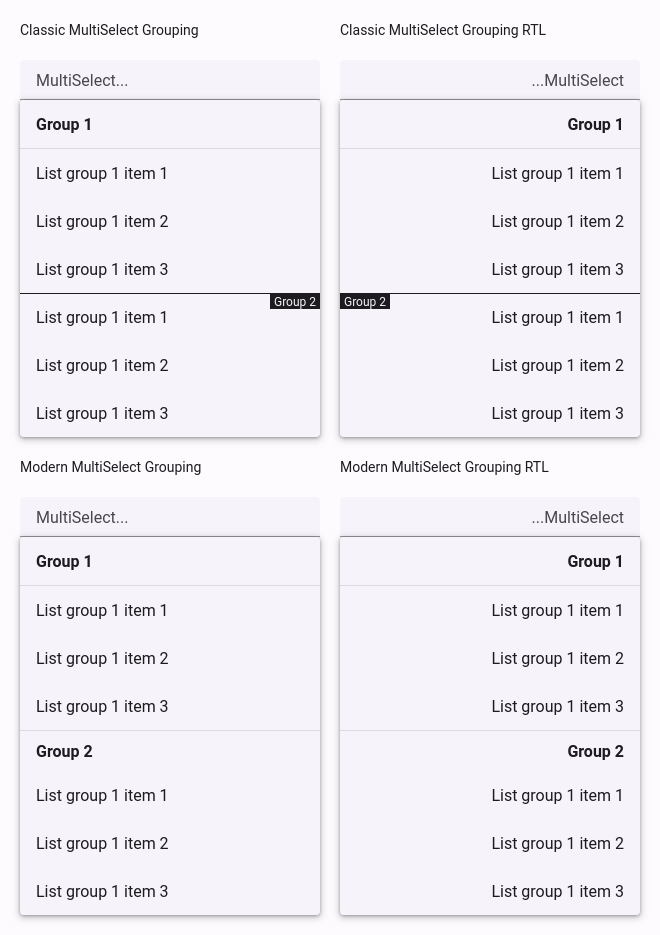 Classic MultiSelect Grouping
MultiSelect...
Group 1
List group 1 item 1
List group 1 item 2
List group 1 item 3
Group 2
List group 1 item 1
List group 1 item 2
List group 1 item 3
Classic MultiSelect Grouping RTL
...MultiSelect
Group 1
List group 1 item 1
List group 1 item 2
List group 1 item 3
Group 2
List group 1 item 1
List group 1 item 2
List group 1 item 3
Modern MultiSelect Grouping
MultiSelect...
Group 1
List group 1 item 1
List group 1 item 2
List group 1 item 3
Group 2
List group 1 item 1
List group 1 item 2
List group 1 item 3
Modern MultiSelect Grouping RTL
...MultiSelect
Group 1
List group 1 item 1
List group 1 item 2
List group 1 item 3
Group 2
List group 1 item 1
List group 1 item 2
List group 1 item 3